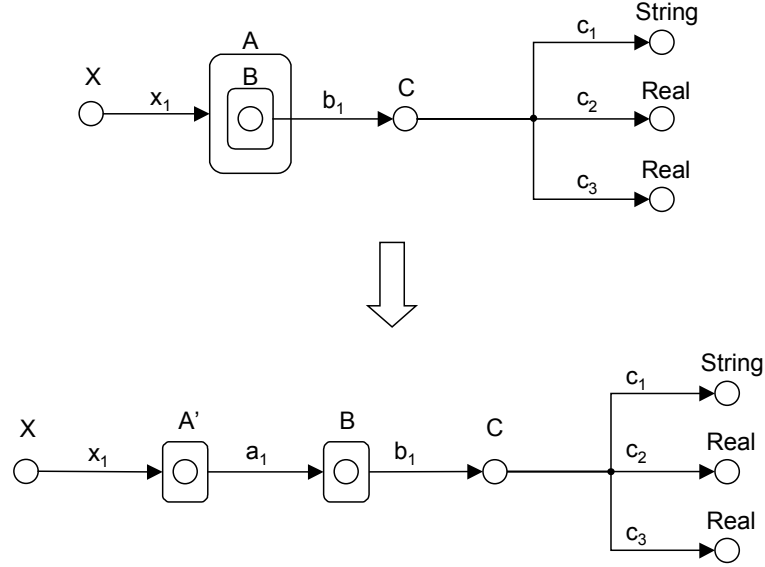 String
A
c₁
X
B
C
Real
x₁
b₁
c₂
Real
c₃
String
c₁
X
A’
B
C
Real
x₁
a₁
b₁
c₂
Real
c₃